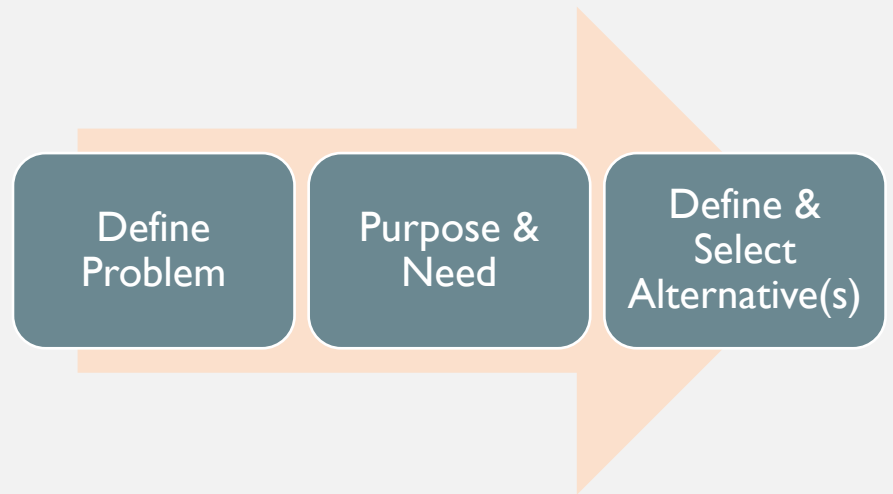 Define
Problem
Purpose &
Need
Define &
Select
Alternative(s)